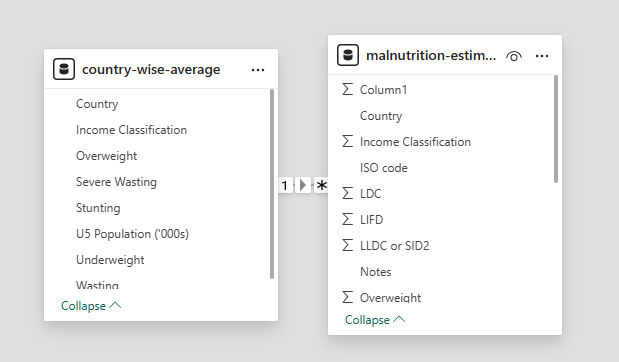 country-wise-average
Country
Income Classification
Overweight
Severe Wasting
Stunting
U5 Population ('000s)
Underweight
Wasting
Collapse
1
*
malnutrition-estim...
Column1
Country
Income Classification
ISO code
LDC
LIFD
LLDC or SID2
Notes
Overweight
Collapse